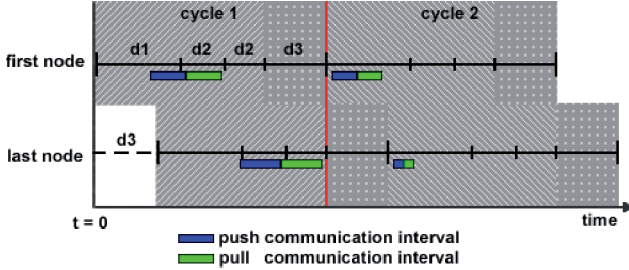 cycle 1 cycle 2
first node d1 d2 d2 d3
d3
last node
t = 0 time
push communication interval
pull communication interval